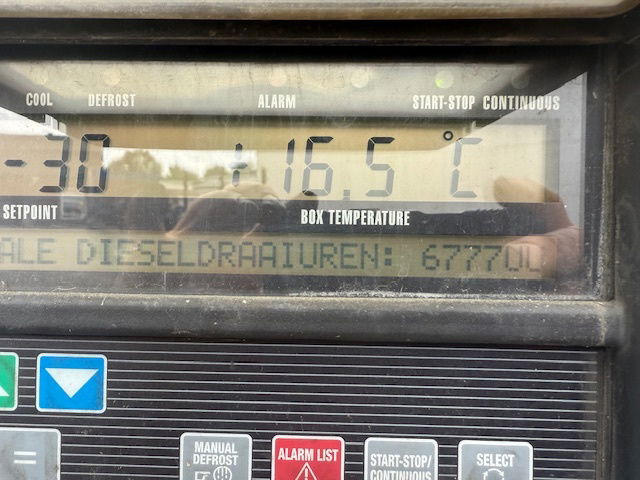 COOL DEFROST ALARM START-STOP CONTINUOUS
-30 +16.5 °C
SETPOINT BOX TEMPERATURE
ALE DIESELDRAAIUREN: 6777UL
MANUAL DEFROST
ALARM LIST
START-STOP/
CONTINUOUS
SELECT
=